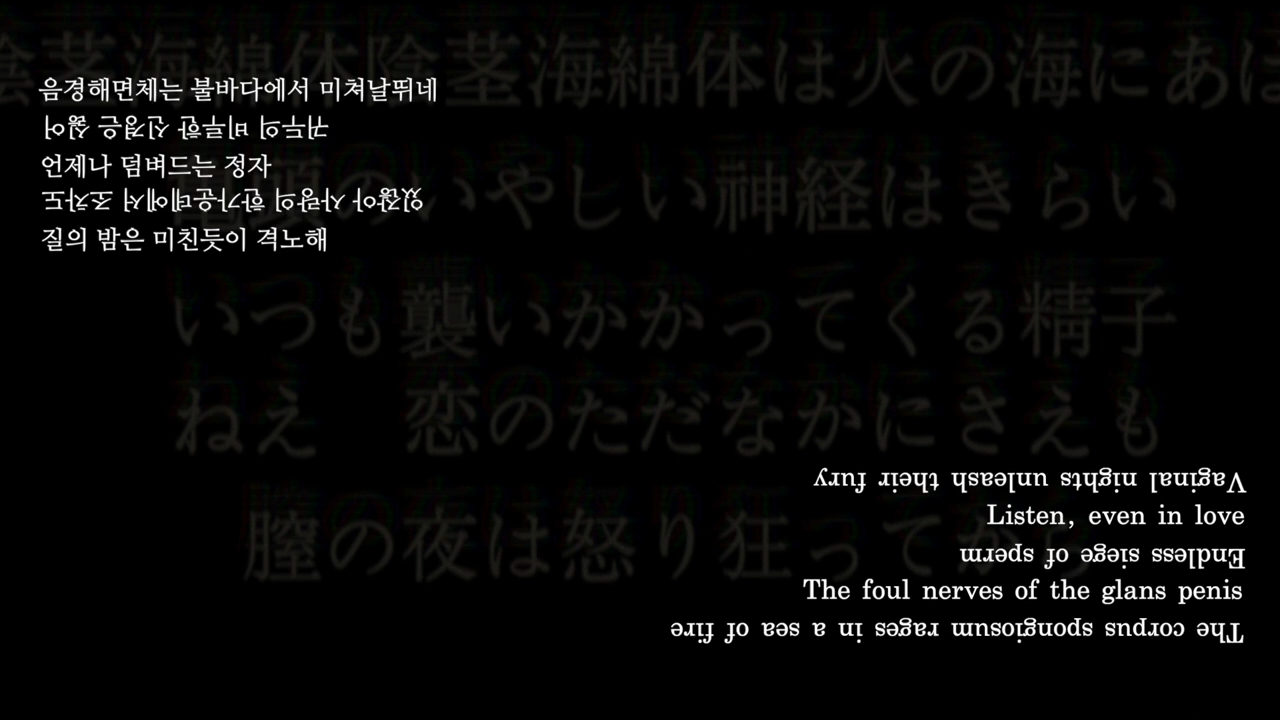 음경해면체는 불바다에서 미쳐날뛰네
귀두의 비루한 신경은 싫어
언제나 덤벼드는 정자
있잖아 사랑의 한가운데에서 조차도
질의 밤은 미친듯이 격노해
陰茎海綿体陰茎海綿体は火の海にあ
頭のいやしい神経はきらい
いつも襲いかかってくる精子
ねえ 恋のただなかにさえも
膣の夜は怒り狂って
Vaginal nights unleash their fury
Listen, even in love
Endless siege of sperm
The foul nerves of the glans penis
The corpus spongiosum rages in a sea of fire